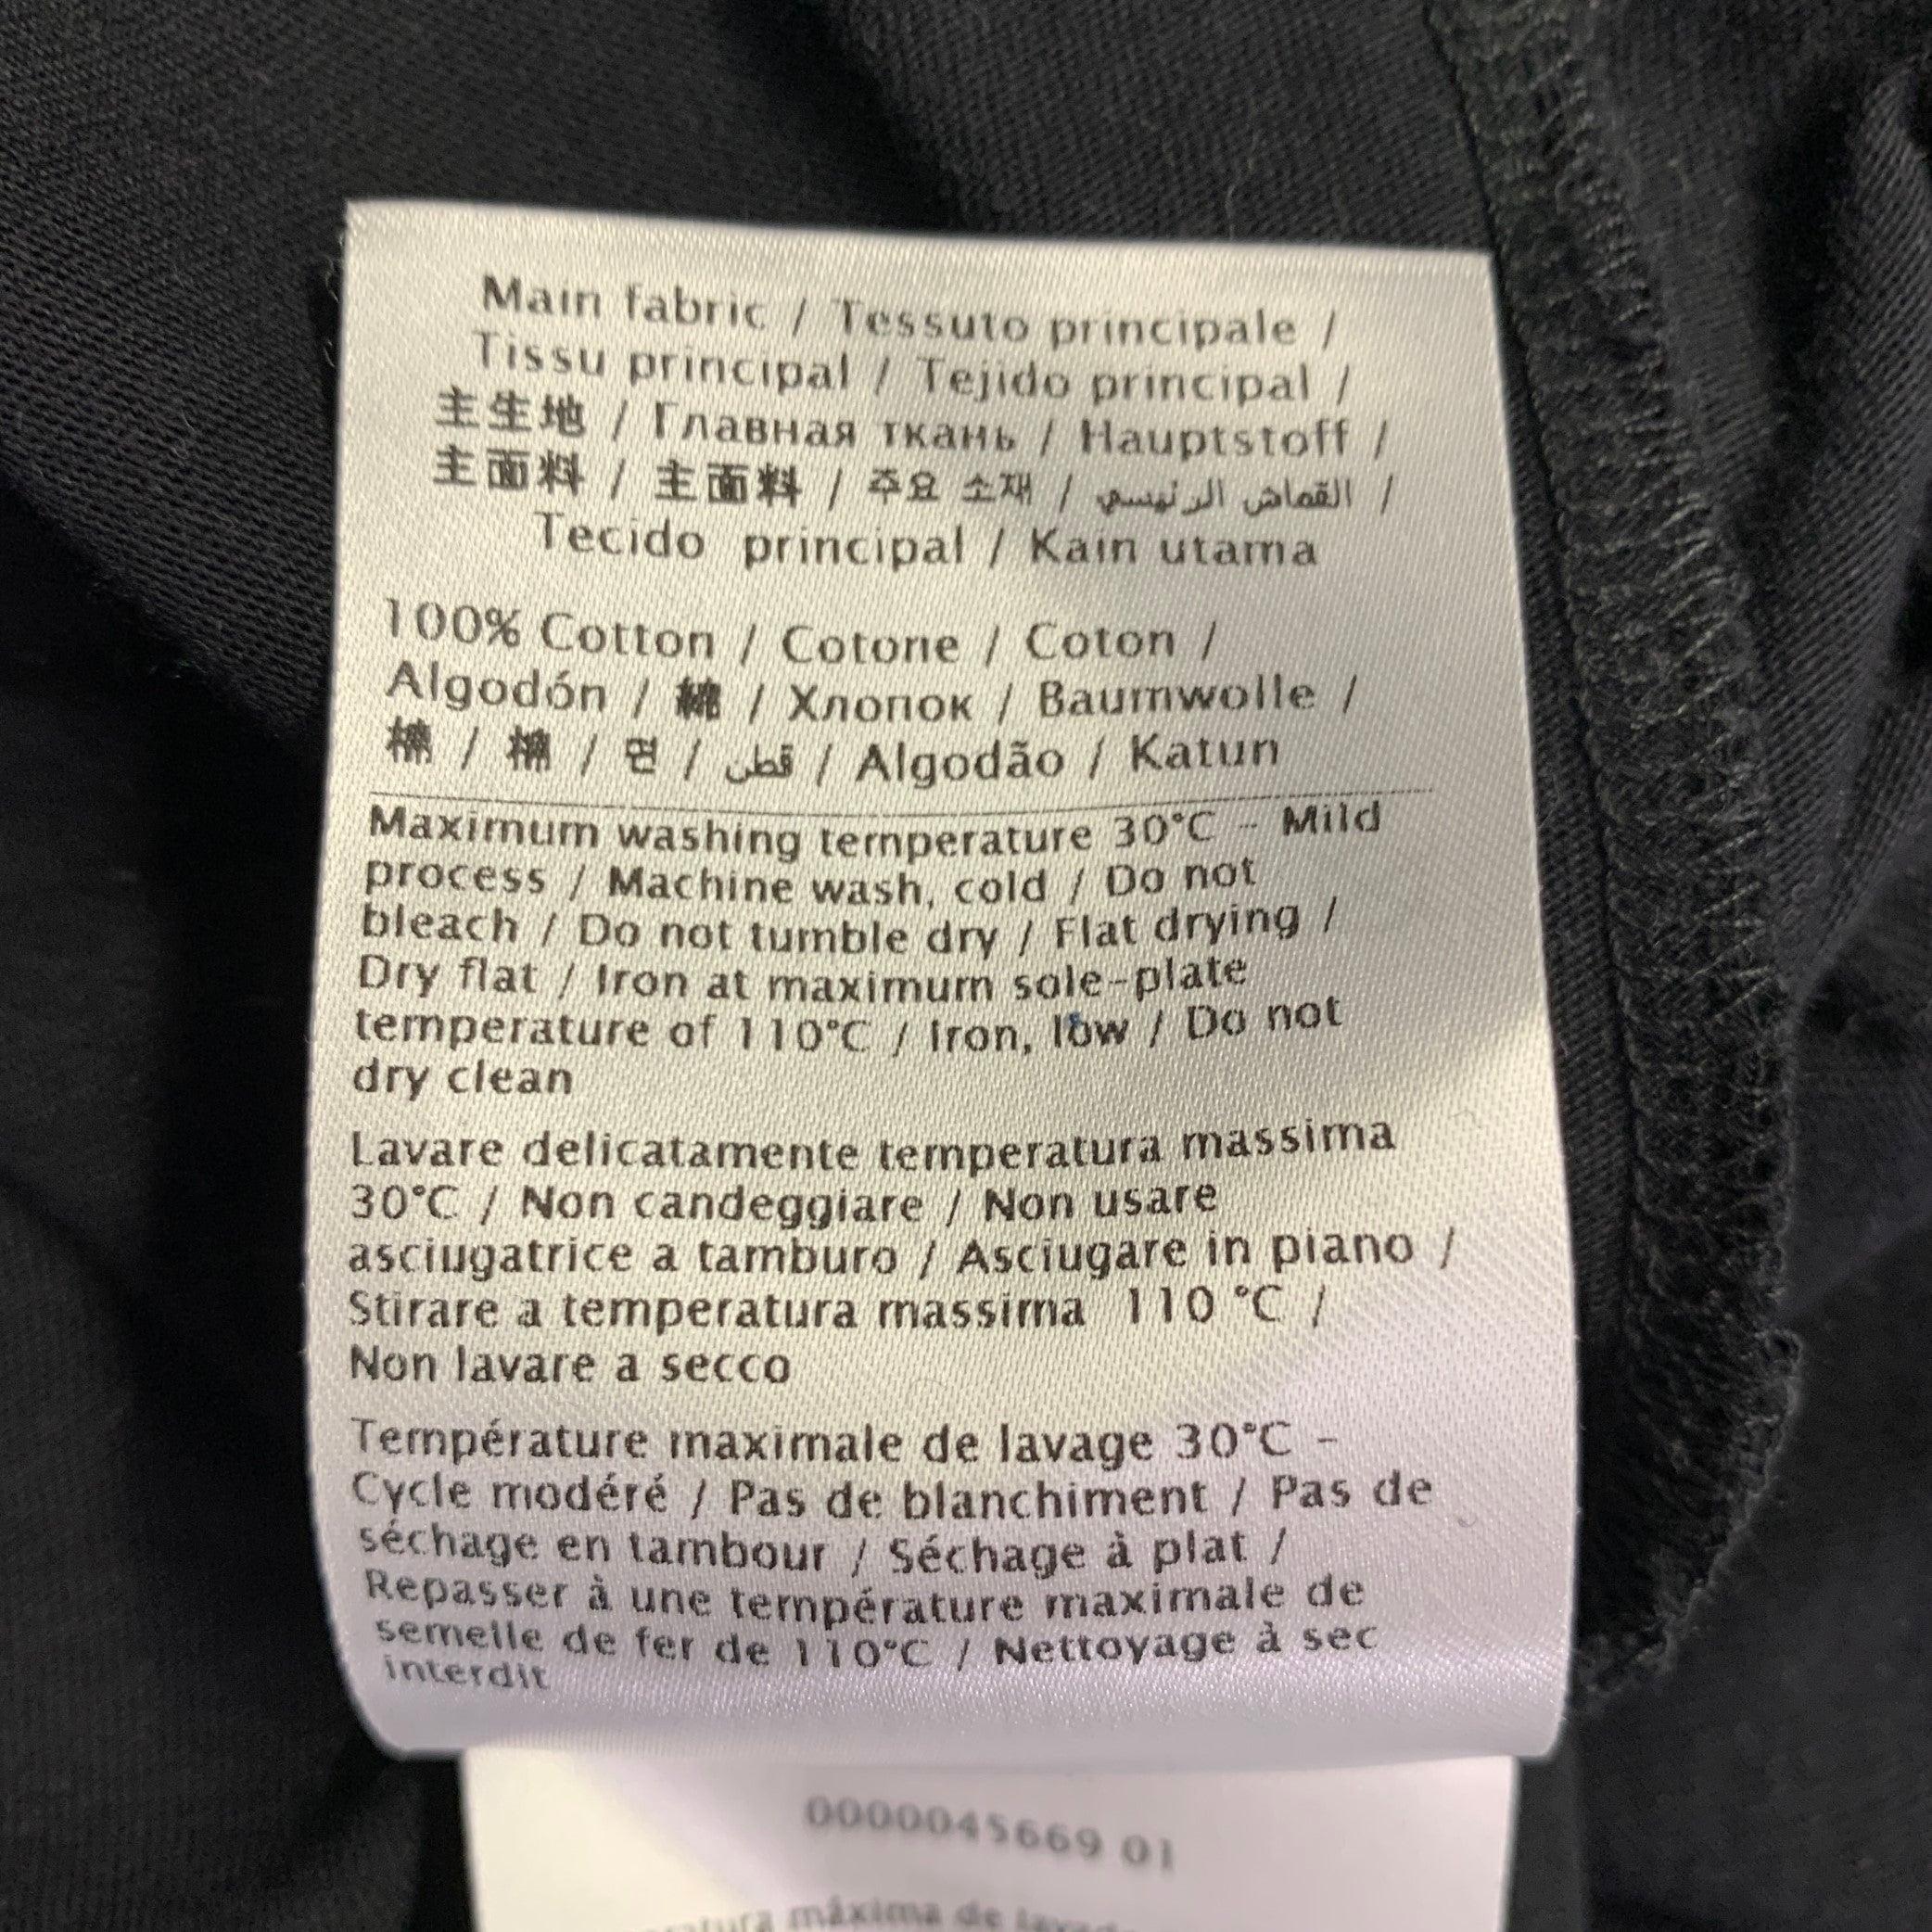 Main fabric / Tessuto principale /
Tissu principal / Tejido principal /
主生地 / Главная ткань / Hauptstoff /
主面料 / 主面料 / 주요 소재 / القماش الرئيسي /
Tecido principal / Kain utama
100% Cotton / Cotone / Coton /
Algodón / 綿 / Хлопок / Baumwolle /
棉 / 棉 / 면 / قطن / Algodão / Katun
Maximum washing temperature 30°C - Mild
process / Machine wash, cold / Do not
bleach / Do not tumble dry / Flat drying /
Dry flat / Iron at maximum sole-plate
temperature of 110°C / Iron, low / Do not
dry clean
Lavare delicatamente temperatura massima
30°C / Non candeggiare / Non usare
asciugatrice a tamburo / Asciugare in piano /
Stirare a temperatura massima 110 °C /
Non lavare a secco
Température maximale de lavage 30°C -
Cycle modéré / Pas de blanchiment / Pas de
séchage en tambour / Séchage à plat /
Repasser à une température maximale de
semelle de fer de 110°C / Nettoyage à sec
interdit
0000045669 01
máxima de